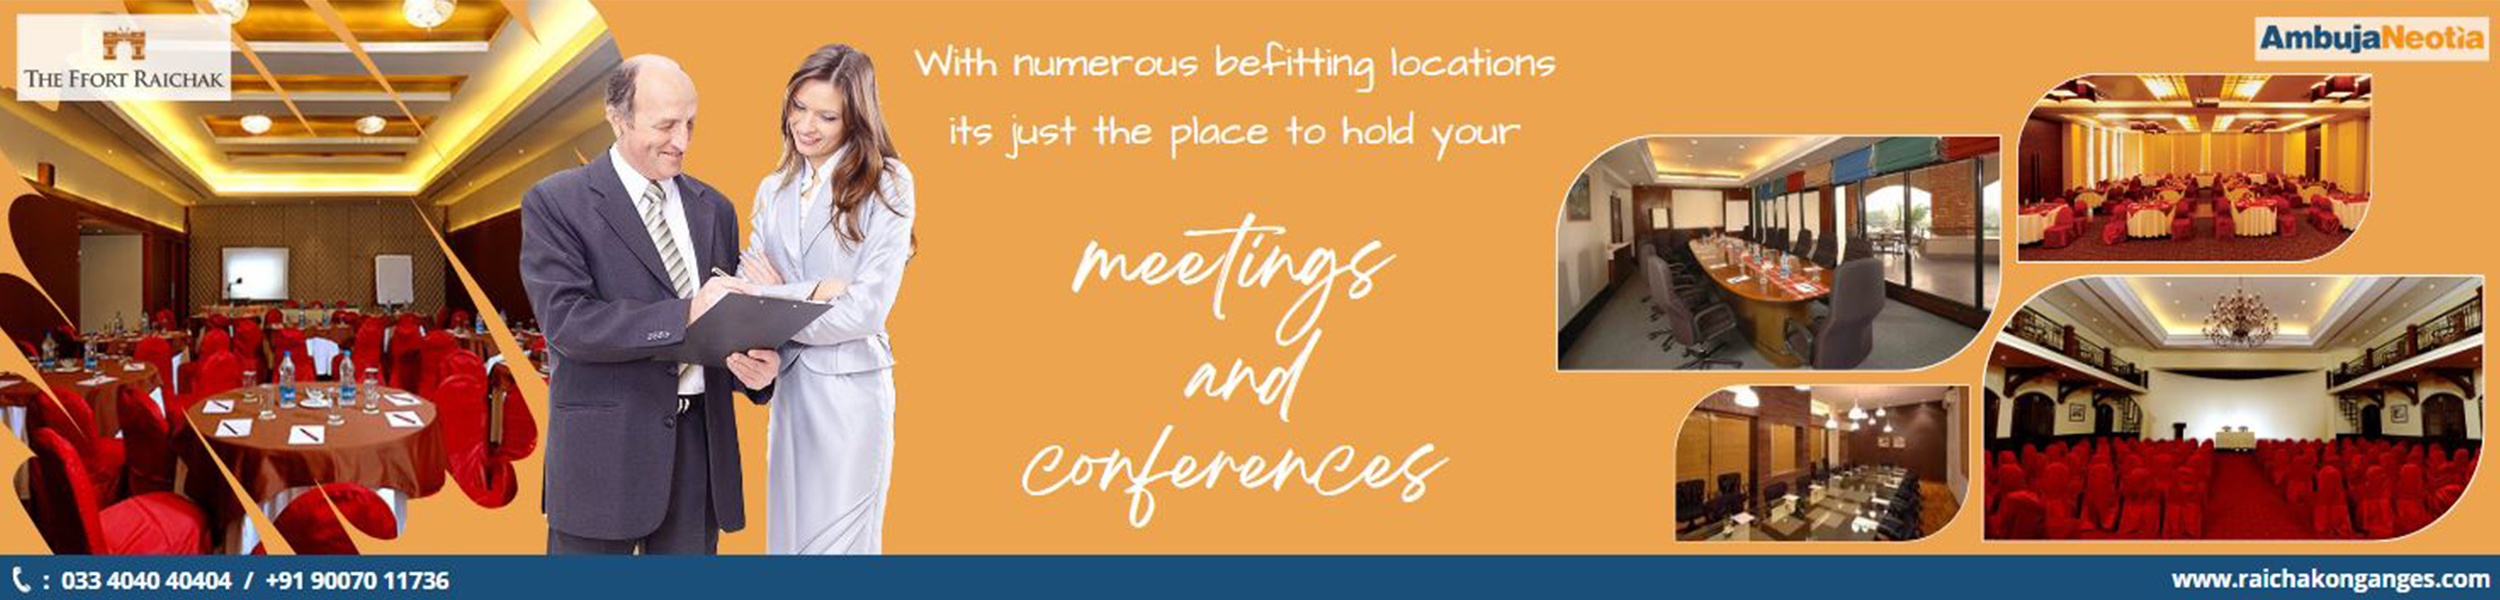 THE FFORT RAICHAK
AmbujaNeotia
With numerous befitting locations
its just the place to hold your
meetings
and
conferences
: 033 4040 40404 / +91 90070 11736
www.raichakonganges.com